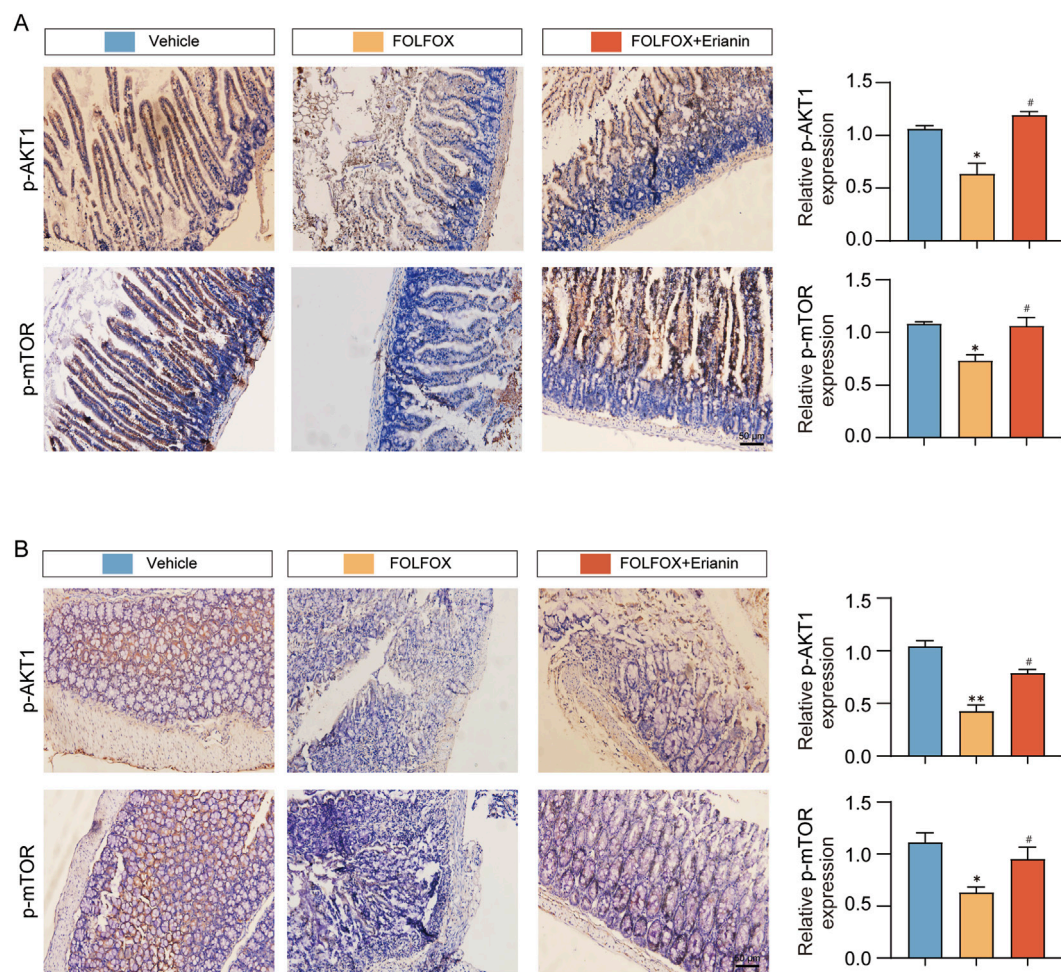 A
Vehicle
FOLFOX
FOLFOX+Erianin
p-AKT1
Relative p-AKT1
expression
1.5
1.0
0.5
0.0
*
#
p-mTOR
50 μm
Relative p-mTOR
expression
1.5
1.0
0.5
0.0
*
#
B
Vehicle
FOLFOX
FOLFOX+Erianin
p-AKT1
Relative p-AKT1
expression
1.5
1.0
0.5
0.0
**
#
p-mTOR
50 μm
Relative p-mTOR
expression
1.5
1.0
0.5
0.0
*
#